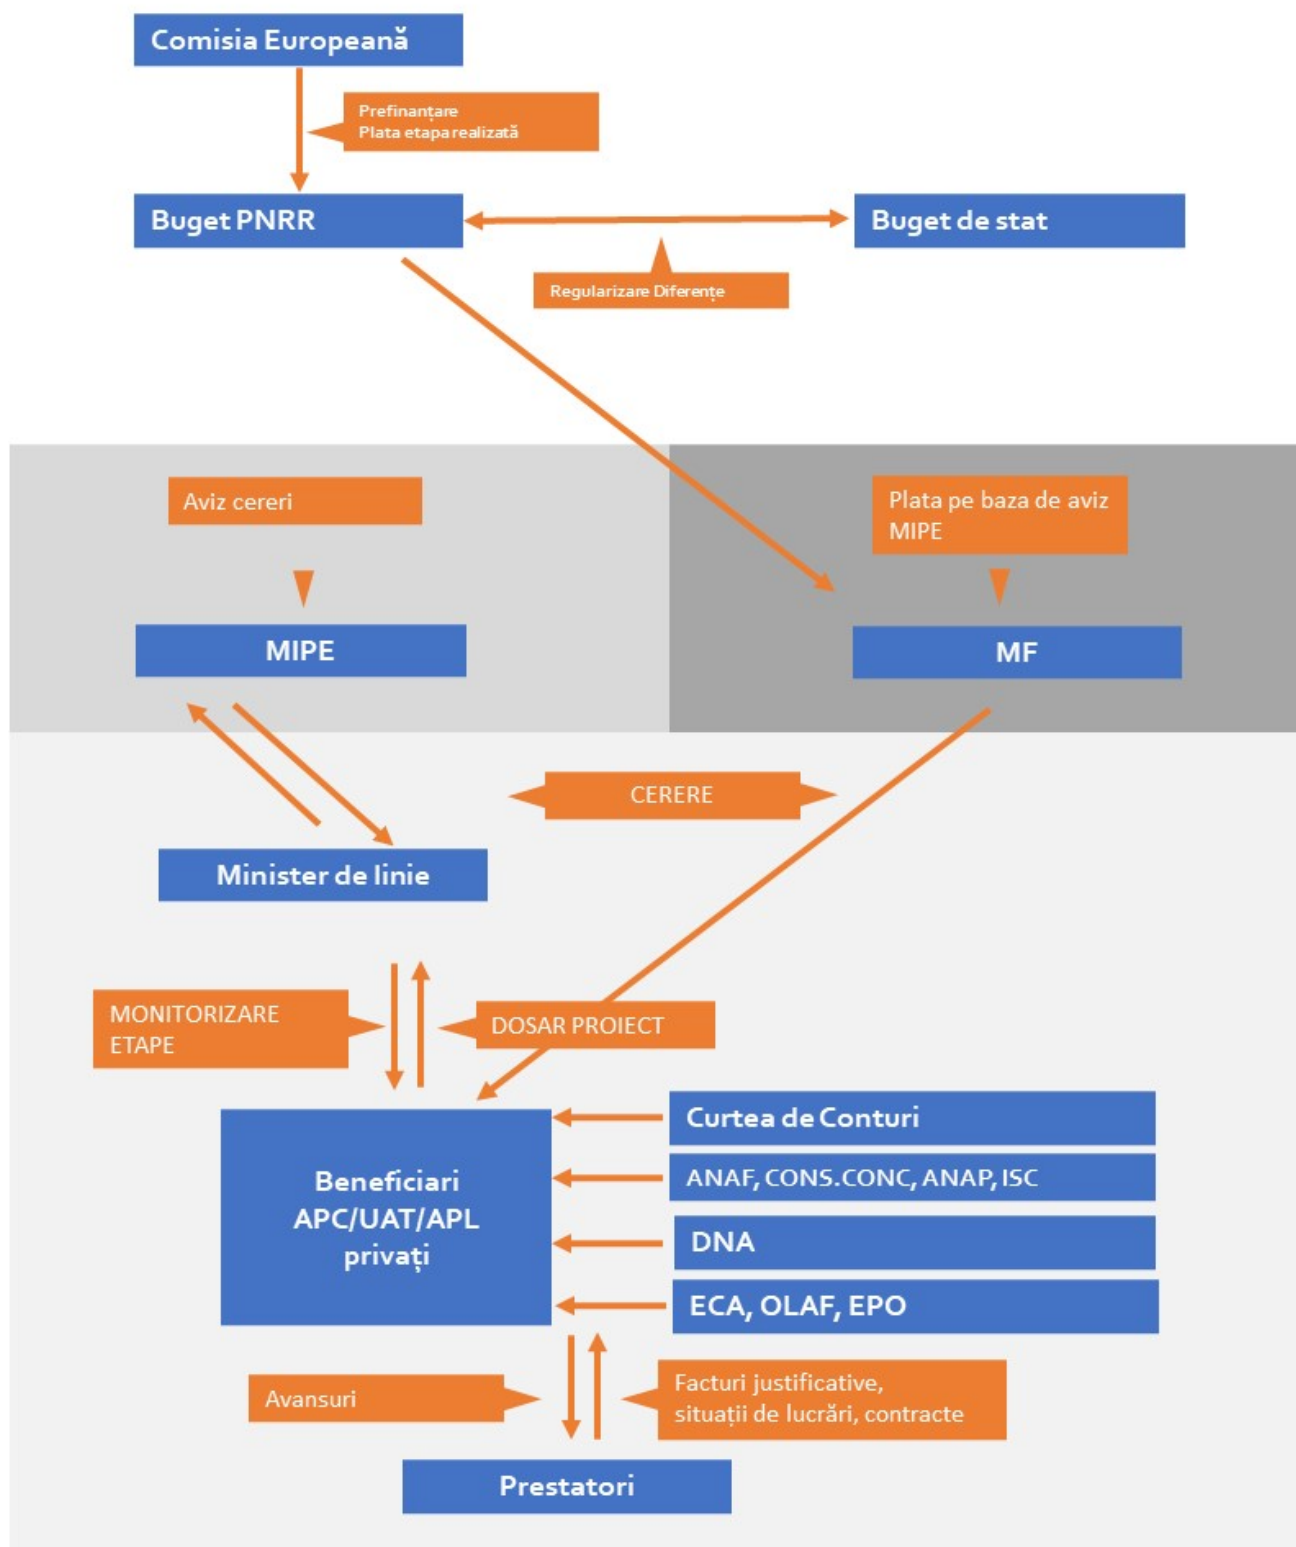 Comisia Europeană
Prefinanțare
Plata etapa realizată
Buget PNRR
Buget de stat
Regularizare Diferențe
Aviz cereri
Plata pe baza de aviz
MIPE
MIPE
MF
CERERE
Minister de linie
MONITORIZARE
ETAPE
DOSAR PROIECT
Curtea de Conturi
ANAF, CONS.CONC, ANAP, ISC
Beneficiari
APC/UAT/APL
privați
DNA
ECA, OLAF, EPO
Avansuri
Facturi justificative,
situații de lucrări, contracte
Prestatori